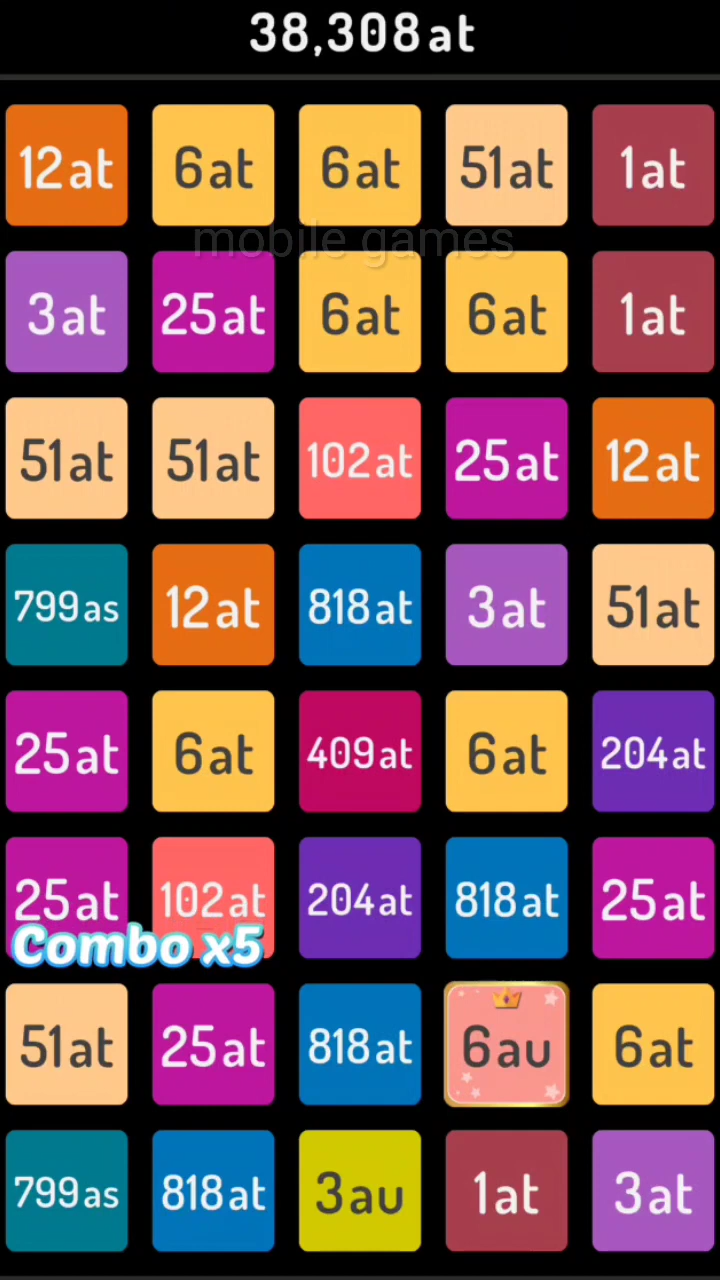 38,308at
12at 6at 6at 51at 1at
mobile games
3at 25at 6at 6at 1at
51at 51at 102at 25at 12at
799as 12at 818at 3at 51at
25at 6at 409at 6at 204at
25at 102at 204at 818at 25at
Combo x5
51at 25at 818at 6au 6at
799as 818at 3au 1at 3at